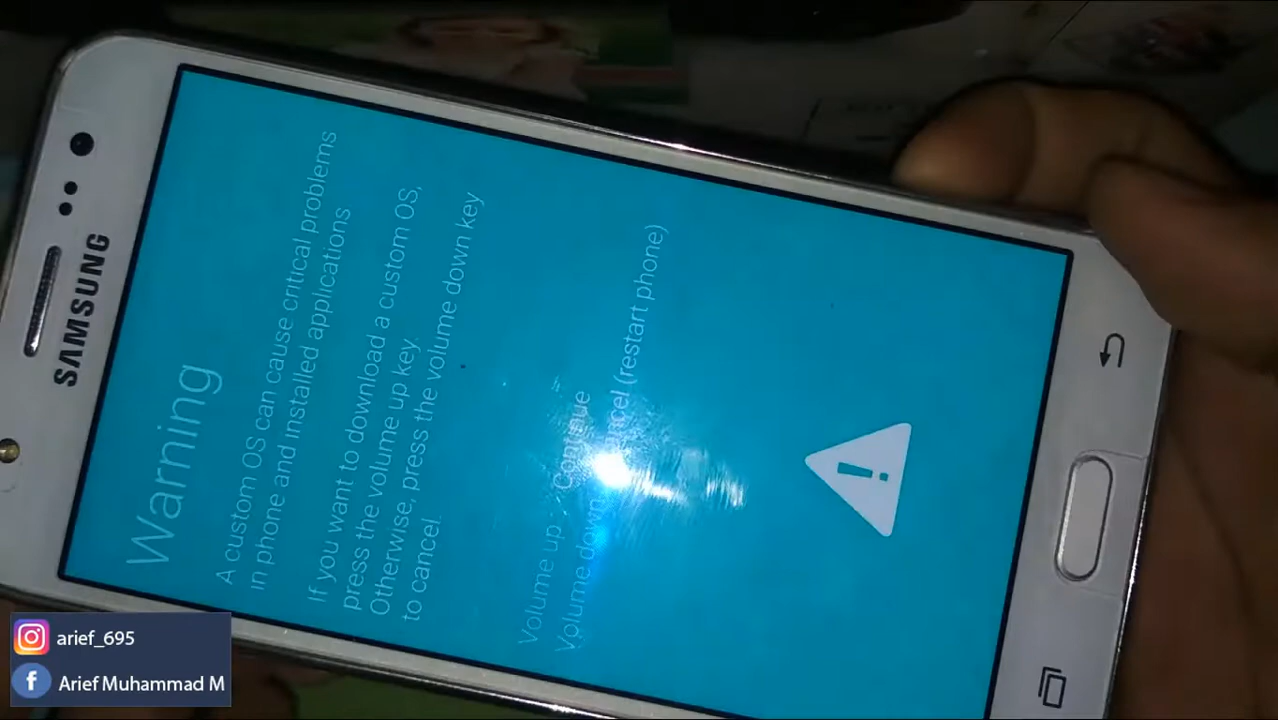 SAMSUNG
Warning
A custom OS can cause critical problems
in phone and installed applications
If you want to download a custom OS,
press the volume up key.
Otherwise, press the volume down key
to cancel.
Volume up Continue
Volume down Cancel (restart phone)
arief_695
f
Arief Muhammad M